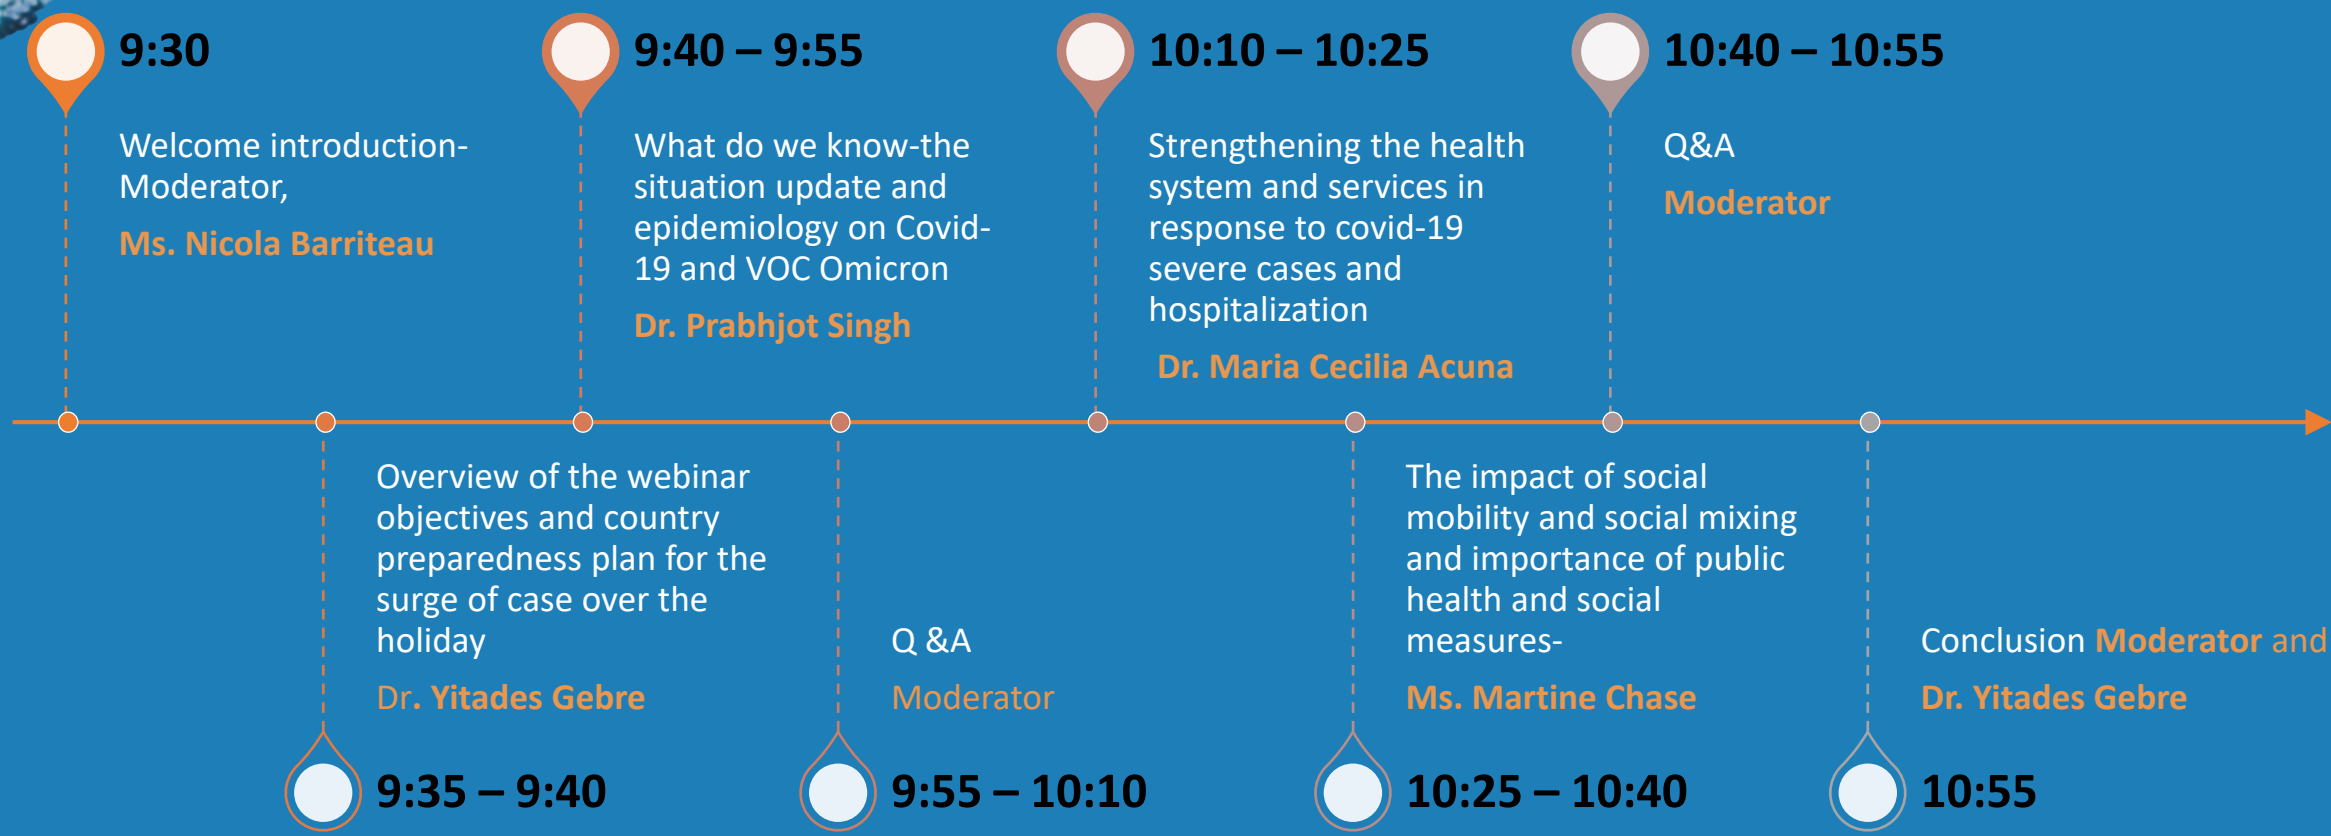 9:30
Welcome introduction-
Moderator,
Ms. Nicola Barriteau
Overview of the webinar
objectives and country
preparedness plan for the
surge of case over the
holiday
Dr. Yitades Gebre
9:35 – 9:40
9:40 – 9:55
What do we know-the
situation update and
epidemiology on Covid-
19 and VOC Omicron
Dr. Prabhjot Singh
Q &A
Moderator
9:55 – 10:10
10:10 – 10:25
Strengthening the health
system and services in
response to covid-19
severe cases and
hospitalization
Dr. Maria Cecilia Acuna
The impact of social
mobility and social mixing
and importance of public
health and social
measures-
Ms. Martine Chase
10:25 – 10:40
10:40 – 10:55
Q&A
Moderator
Conclusion Moderator and
Dr. Yitades Gebre
10:55